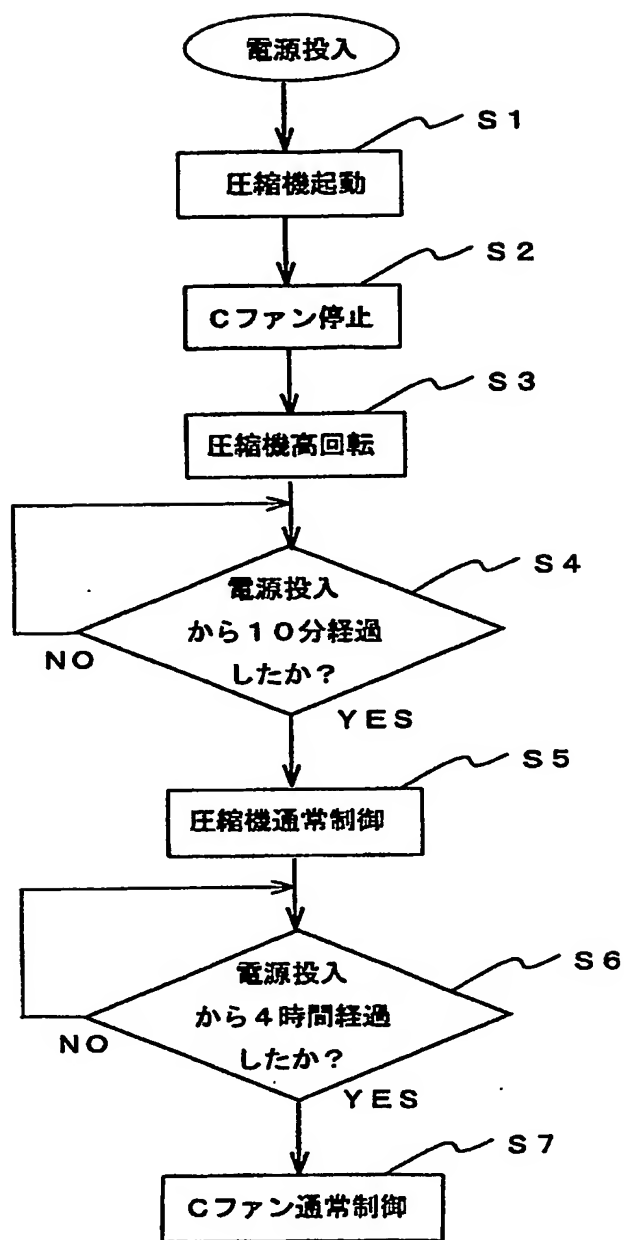 電源投入
S1
圧縮機起動
S2
Cファン停止
S3
圧縮機高回転
S4
電源投入
から10分経過
したか?
NO
YES
S5
圧縮機通常制御
S6
電源投入
から4時間経過
したか?
NO
YES
S7
Cファン通常制御